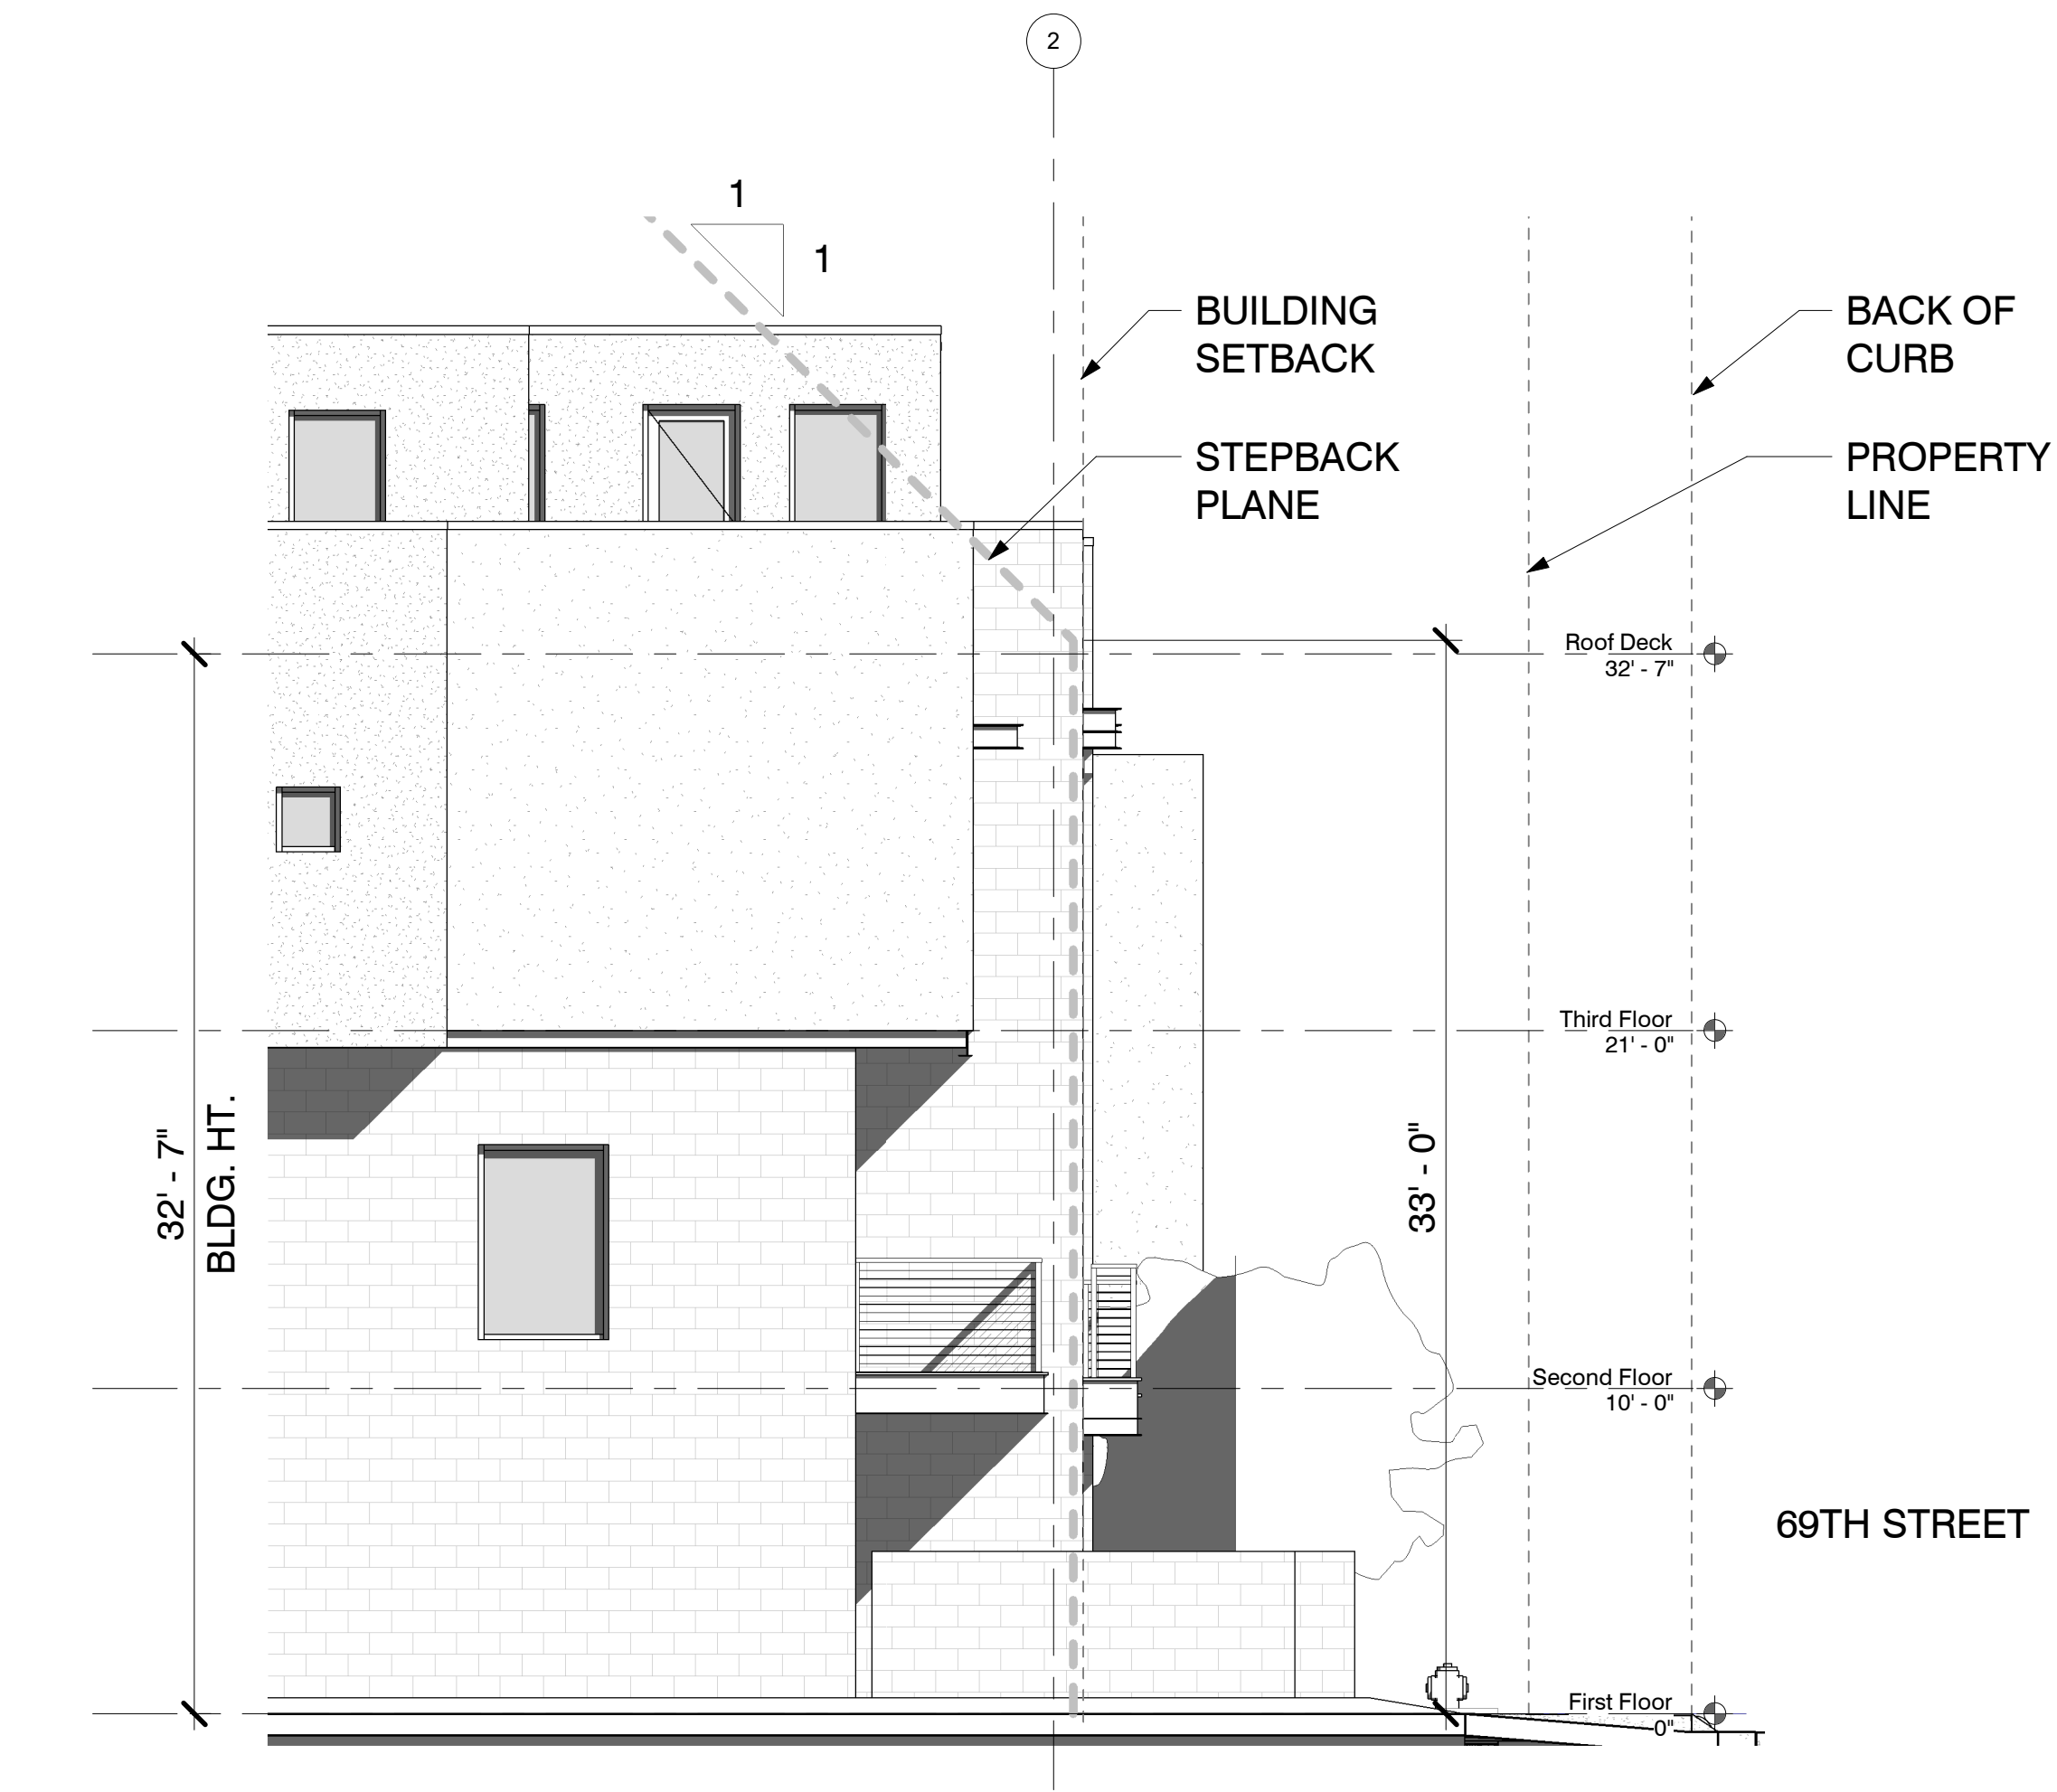 2
1
1
BUILDING
SETBACK
BACK OF
CURB
STEPBACK
PLANE
PROPERTY
LINE
Roof Deck
32' - 7"
Third Floor
21' - 0"
32' - 7"
BLDG. HT.
33' - 0"
Second Floor
10' - 0"
69TH STREET
First Floor
0"